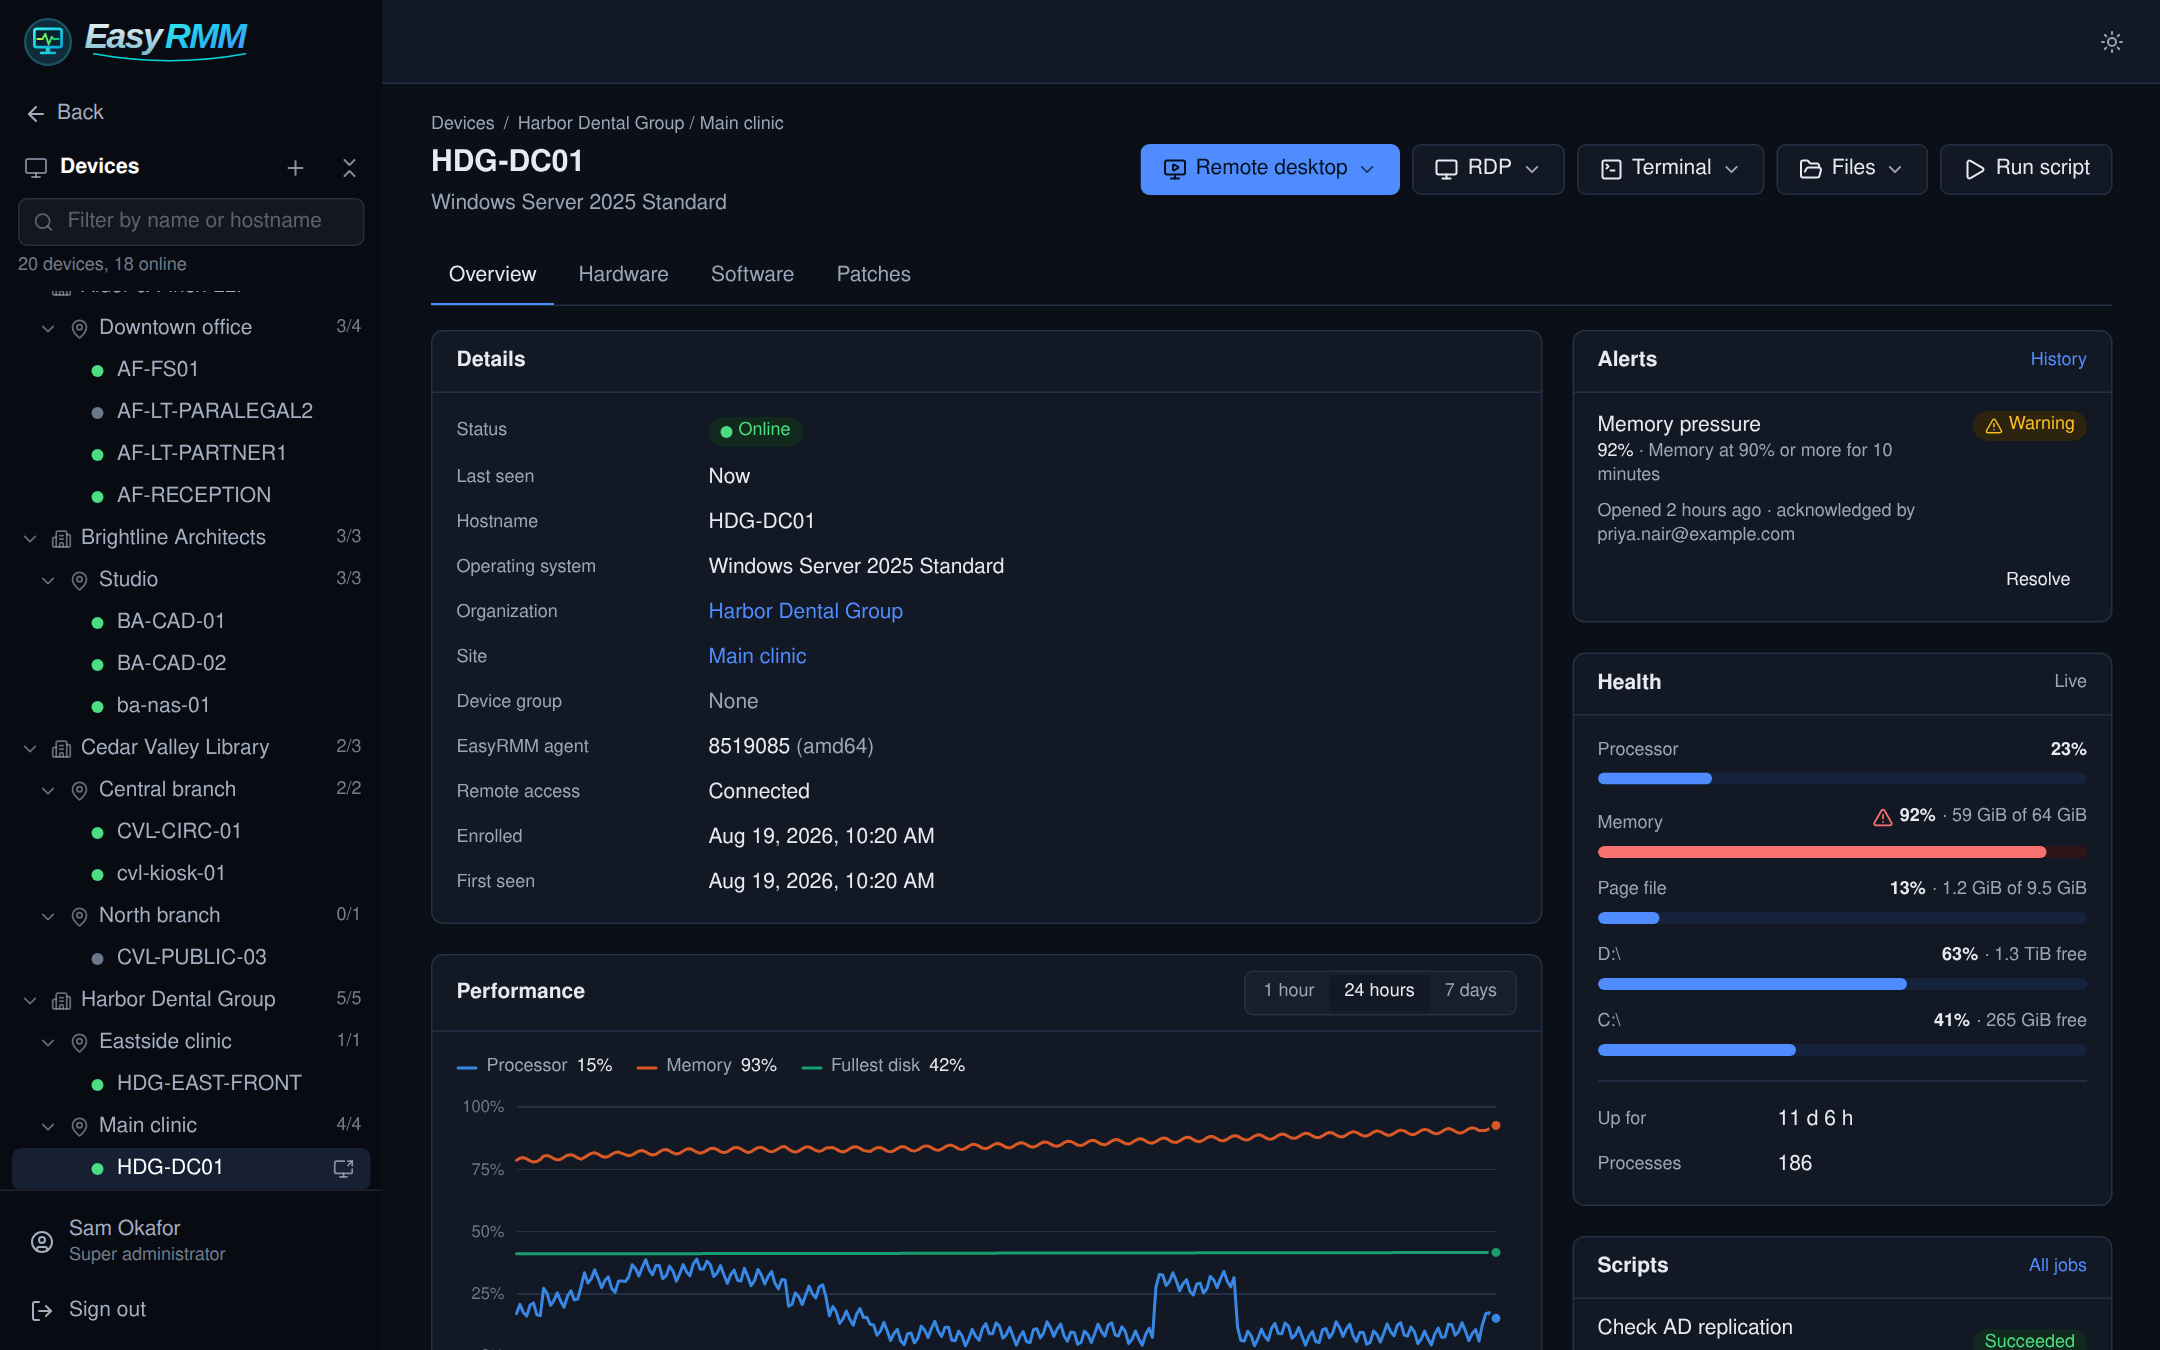 EasyRMM
Back
Devices
Filter by name or hostname
20 devices, 18 online
Downtown office 3/4
AF-FS01
AF-LT-PARALEGAL2
AF-LT-PARTNER1
AF-RECEPTION
Brightline Architects 3/3
Studio 3/3
BA-CAD-01
BA-CAD-02
ba-nas-01
Cedar Valley Library 2/3
Central branch 2/2
CVL-CIRC-01
cvl-kiosk-01
North branch 0/1
CVL-PUBLIC-03
Harbor Dental Group 5/5
Eastside clinic 1/1
HDG-EAST-FRONT
Main clinic 4/4
HDG-DC01
Sam Okafor
Super administrator
Sign out
Devices / Harbor Dental Group / Main clinic
HDG-DC01
Windows Server 2025 Standard
Remote desktop
RDP
Terminal
Files
Run script
Overview Hardware Software Patches
Details
Status Online
Last seen Now
Hostname HDG-DC01
Operating system Windows Server 2025 Standard
Organization Harbor Dental Group
Site Main clinic
Device group None
EasyRMM agent 8519085 (amd64)
Remote access Connected
Enrolled Aug 19, 2026, 10:20 AM
First seen Aug 19, 2026, 10:20 AM
Performance 1 hour 24 hours 7 days
Processor 15% Memory 93% Fullest disk 42%
100%
75%
50%
25%
Alerts History
Memory pressure Warning
92% · Memory at 90% or more for 10
minutes
Opened 2 hours ago · acknowledged by
priya.nair@example.com
Resolve
Health Live
Processor 23%
Memory 92% · 59 GiB of 64 GiB
Page file 13% · 1.2 GiB of 9.5 GiB
D:\ 63% · 1.3 TiB free
C:\ 41% · 265 GiB free
Up for 11 d 6 h
Processes 186
Scripts All jobs
Check AD replication
Succeeded